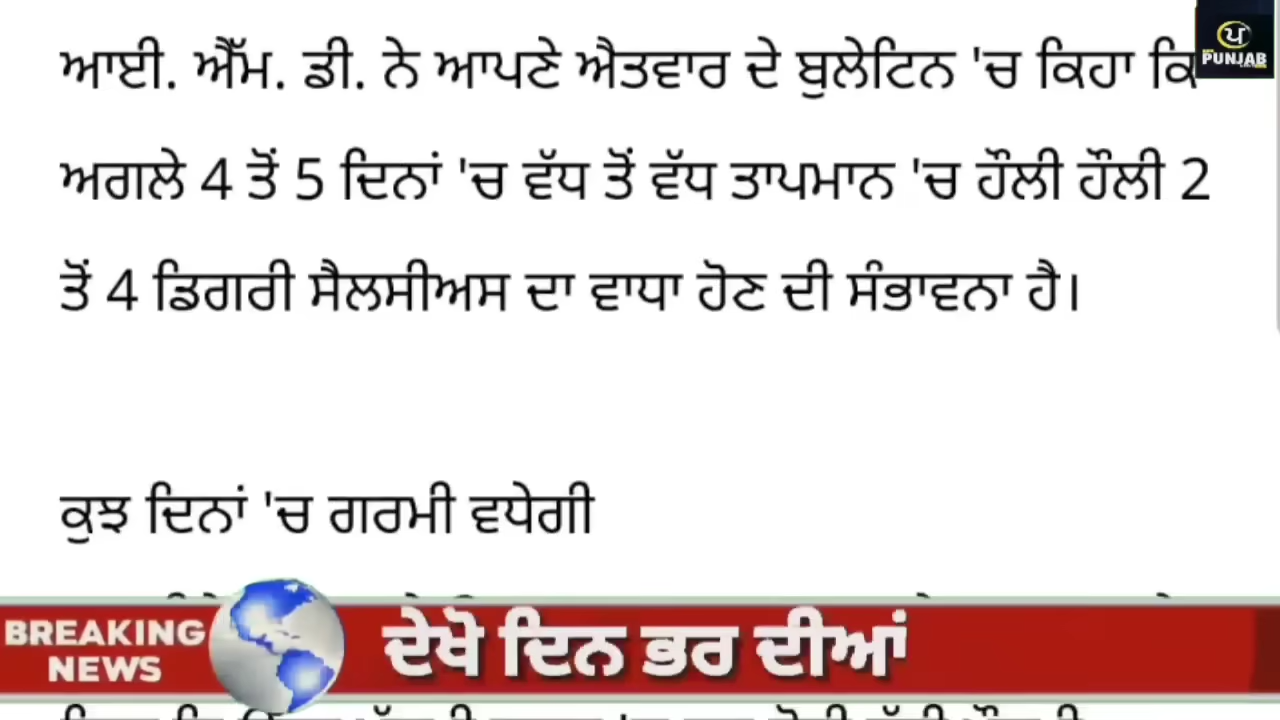 ਆਈ. ਐੱਮ. ਡੀ. ਨੇ ਆਪਣੇ ਐਤਵਾਰ ਦੇ ਬੁਲੇਟਿਨ 'ਚ ਕਿਹਾ ਕਿ
ਪ
PUNJAB
ਅਗਲੇ 4 ਤੋਂ 5 ਦਿਨਾਂ 'ਚ ਵੱਧ ਤੋਂ ਵੱਧ ਤਾਪਮਾਨ 'ਚ ਹੌਲੀ ਹੌਲੀ 2
ਤੋਂ 4 ਡਿਗਰੀ ਸੈਲਸੀਅਸ ਦਾ ਵਾਧਾ ਹੋਣ ਦੀ ਸੰਭਾਵਨਾ ਹੈ।
ਕੁਝ ਦਿਨਾਂ 'ਚ ਗਰਮੀ ਵਧੇਗੀ
BREAKING
NEWS
ਦੇਖੋ ਦਿਨ ਭਰ ਦੀਆਂ